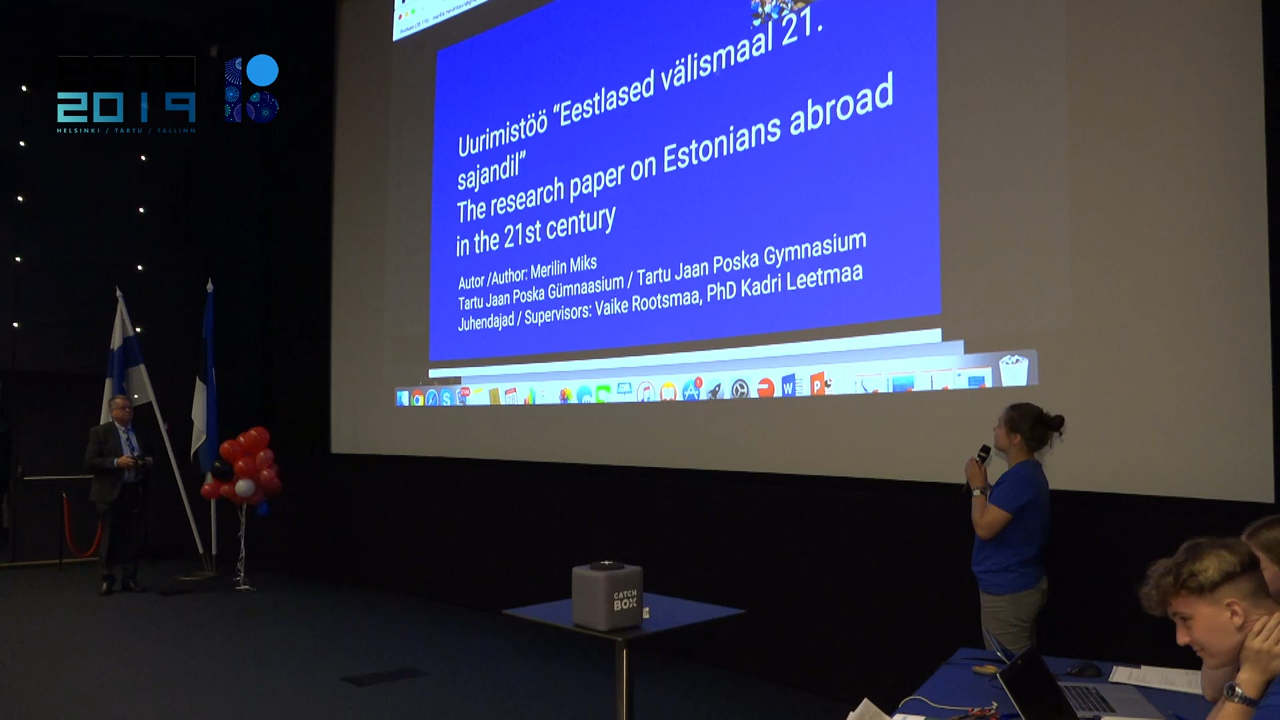 ESTO
2019
HELSINKI / TARTU / TALLINN
Uurimistöö “Eestlased välismaal 21.
sajandil”
The research paper on Estonians abroad
in the 21st century
Autor /Author: Merilin Miks
Tartu Jaan Poska Gümnaasium / Tartu Jaan Poska Gymnasium
Juhendajad / Supervisors: Vaike Rootsmaa, PhD Kadri Leetmaa
CATCH
BOX